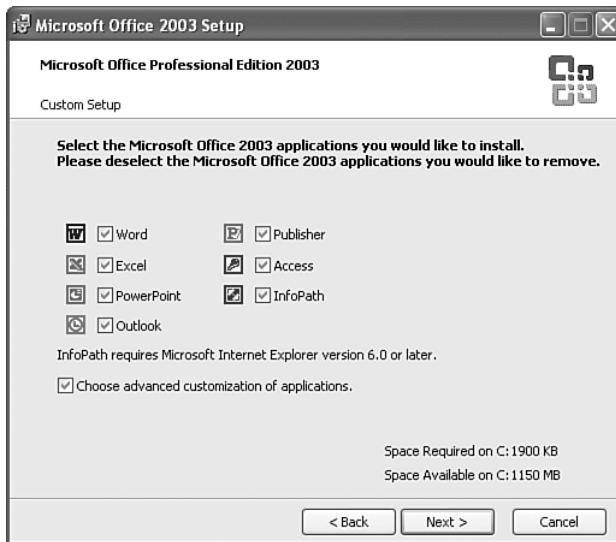 Microsoft Office 2003 Setup
Microsoft Office Professional Edition 2003
Custom Setup
Select the Microsoft Office 2003 applications you would like to install.
Please deselect the Microsoft Office 2003 applications you would like to remove.
Word
Publisher
Excel
Access
PowerPoint
InfoPath
Outlook
InfoPath requires Microsoft Internet Explorer version 6.0 or later.
Choose advanced customization of applications.
Space Required on C: 1900 KB
Space Available on C: 1150 MB
< Back
Next >
Cancel